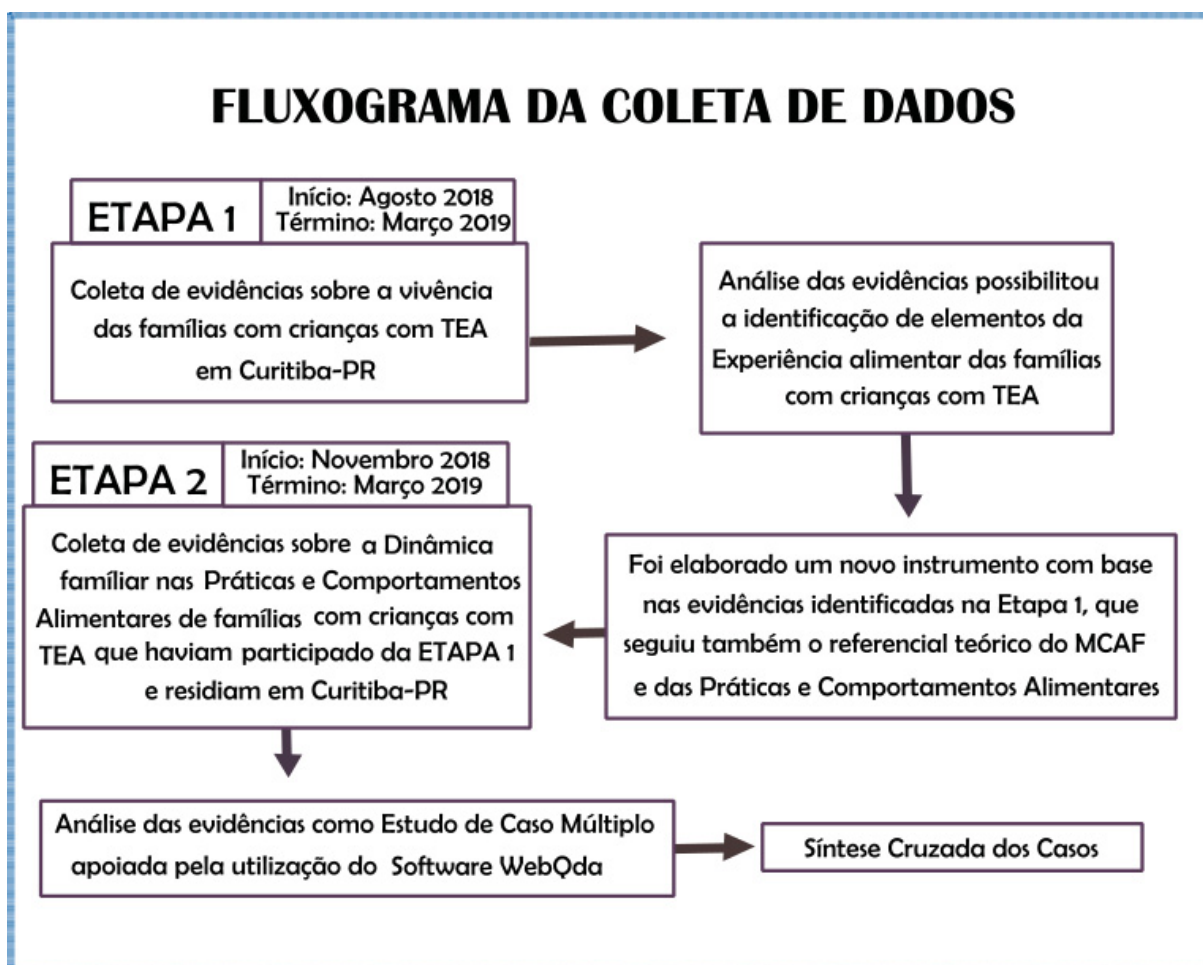 FLUXOGRAMA DA COLETA DE DADOS
ETAPA 1
Início: Agosto 2018
Término: Março 2019
Coleta de evidências sobre a vivência
das famílias com crianças com TEA
em Curitiba-PR
Análise das evidências possibilitou
a identificação de elementos da
Experiência alimentar das famílias
com crianças com TEA
Foi elaborado um novo instrumento com base
nas evidências identificadas na Etapa 1, que
seguiu também o referencial teórico do MCAF
e das Práticas e Comportamentos Alimentares
ETAPA 2
Início: Novembro 2018
Término: Março 2019
Coleta de evidências sobre a Dinâmica
famíliar nas Práticas e Comportamentos
Alimentares de famílias com crianças com
TEA que haviam participado da ETAPA 1
e residiam em Curitiba-PR
Análise das evidências como Estudo de Caso Múltiplo
apoiada pela utilização do Software WebQda
Síntese Cruzada dos Casos